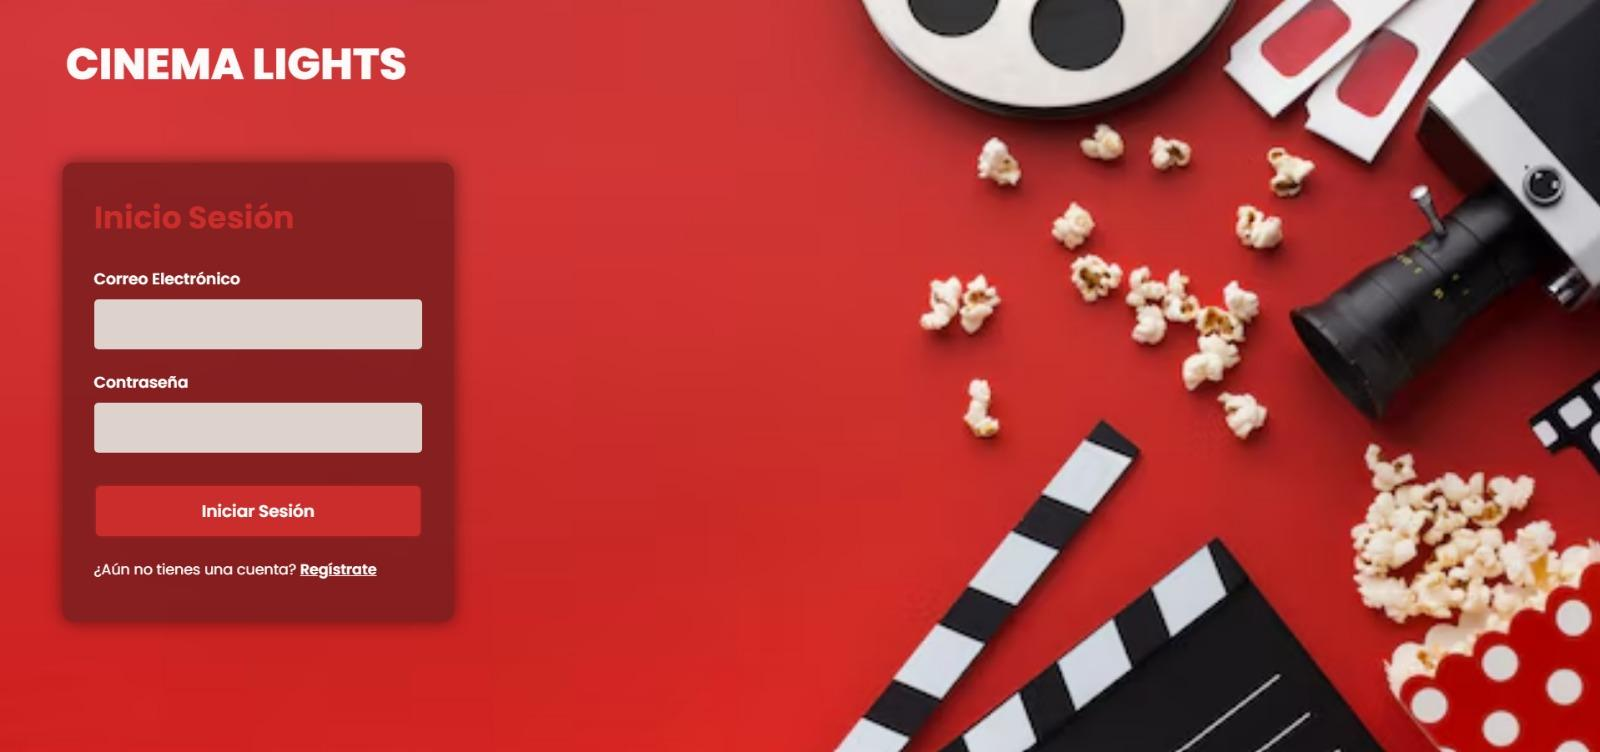 CINEMA LIGHTS
Inicio Sesión
Correo Electrónico
Contraseña
Iniciar Sesión
¿Aún no tienes una cuenta? Regístrate